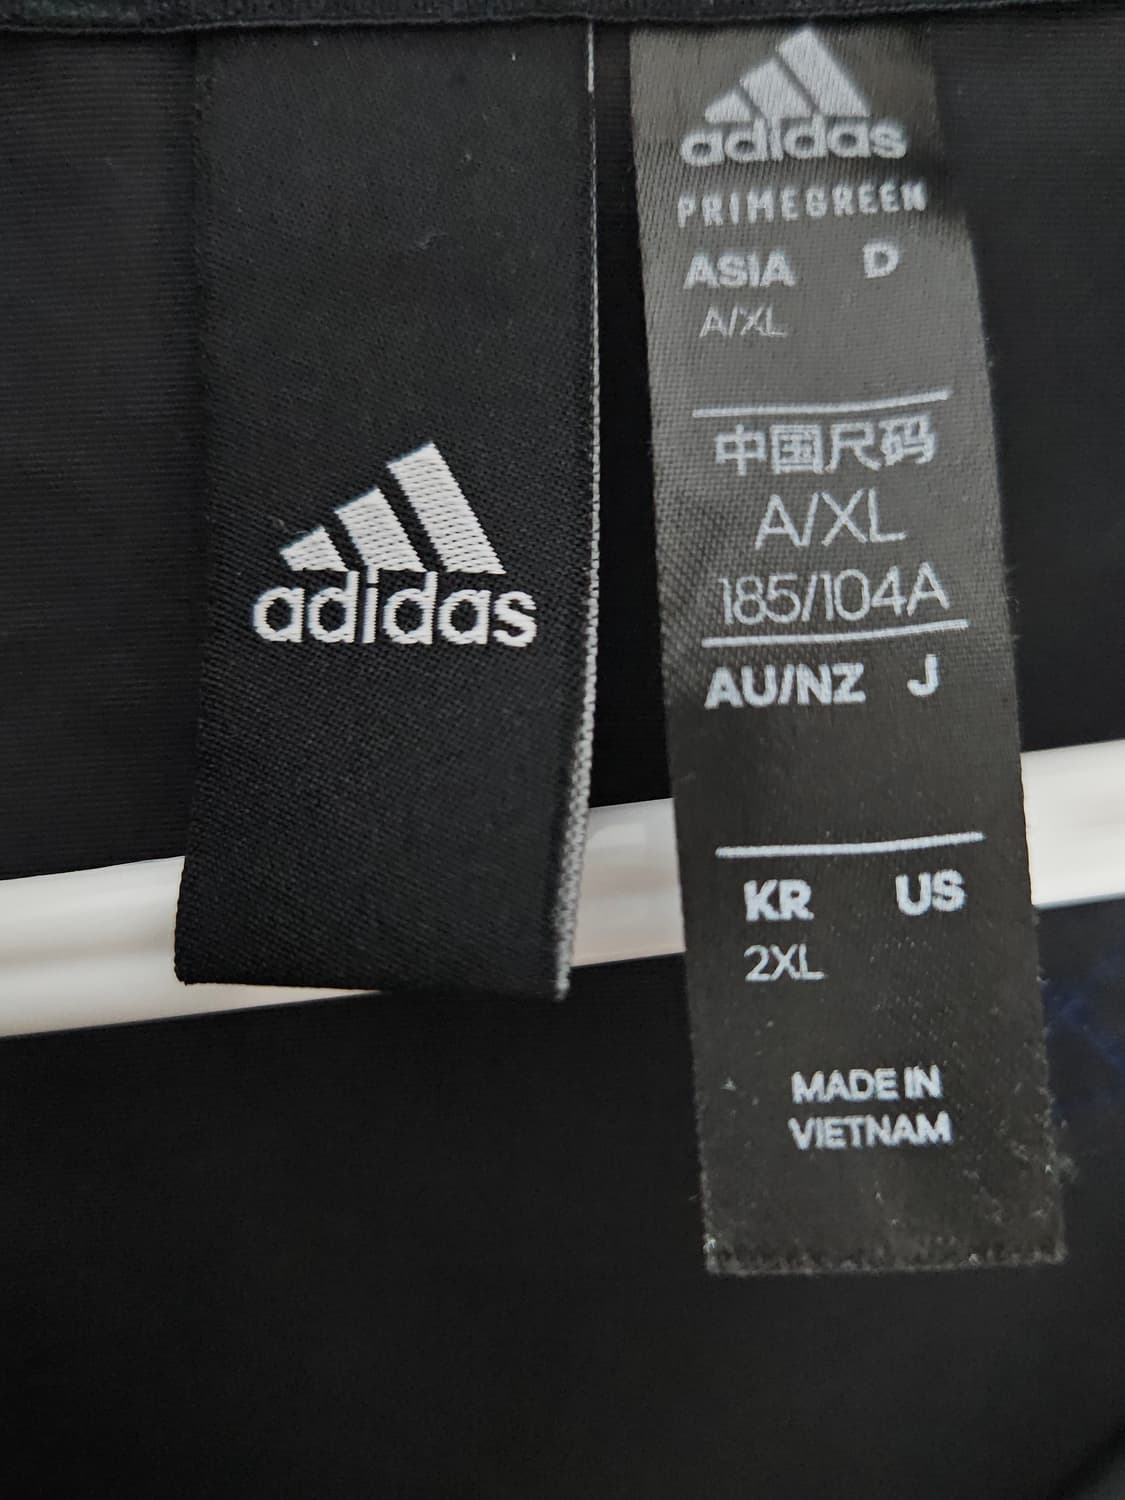 adidas
adidas
PRIMEGREEN
ASIA D
A/XL
中国尺码
A/XL
185/104A
AU/NZ J
KR US
2XL
MADE IN
VIETNAM